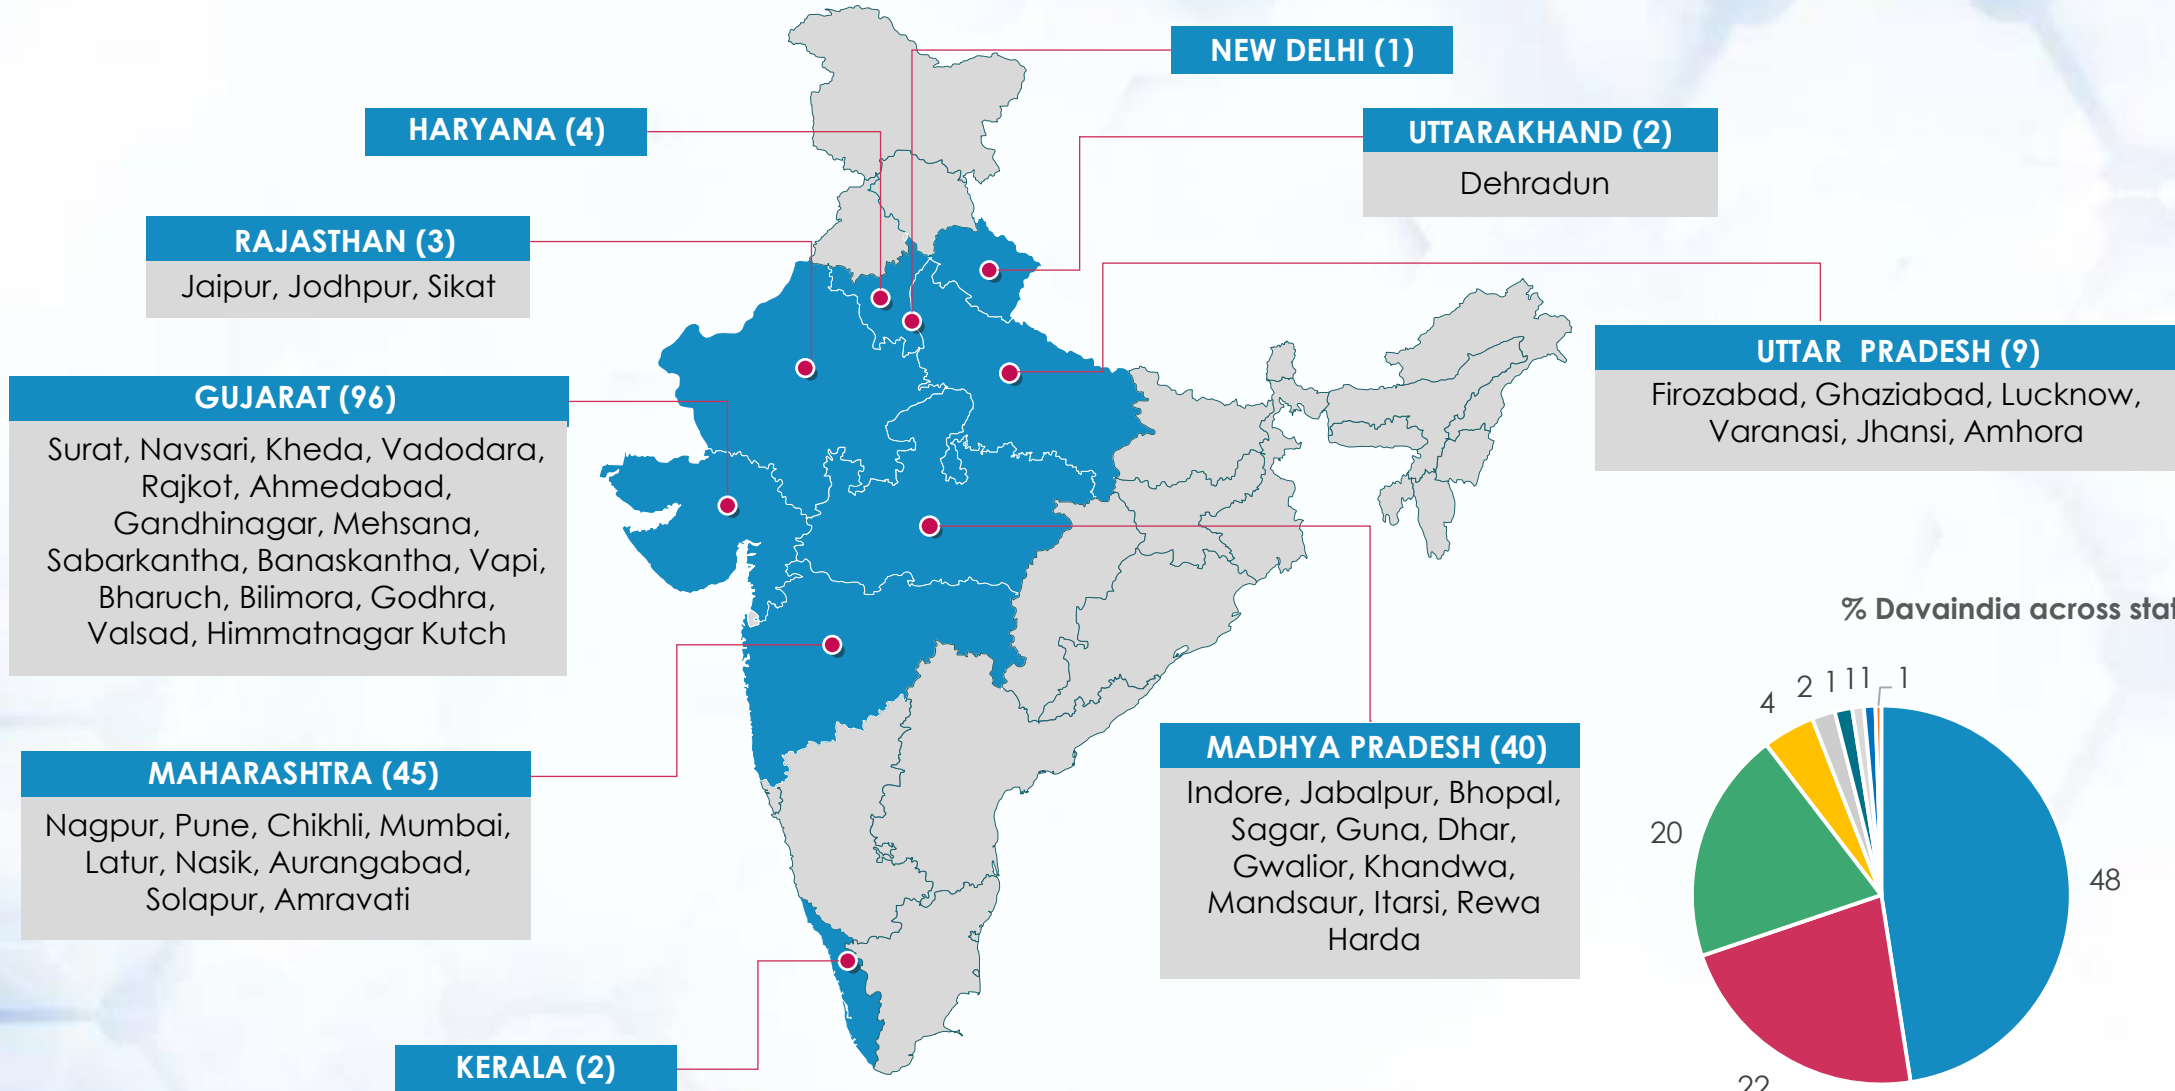 NEW DELHI (1)
HARYANA (4)
UTTARAKHAND (2)
Dehradun
RAJASTHAN (3)
Jaipur, Jodhpur, Sikat
UTTAR PRADESH (9)
Firozabad, Ghaziabad, Lucknow,
Varanasi, Jhansi, Amhora
GUJARAT (96)
Surat, Navsari, Kheda, Vadodara,
Rajkot, Ahmedabad,
Gandhinagar, Mehsana,
Sabarkantha, Banaskantha, Vapi,
Bharuch, Bilimora, Godhra,
Valsad, Himmatnagar Kutch
MAHARASHTRA (45)
Nagpur, Pune, Chikhli, Mumbai,
Latur, Nasik, Aurangabad,
Solapur, Amravati
MADHYA PRADESH (40)
Indore, Jabalpur, Bhopal,
Sagar, Guna, Dhar,
Gwalior, Khandwa,
Mandsaur, Itarsi, Rewa
Harda
KERALA (2)
% Davaindia across stat
4
2
1
1
1
1
20
48
22